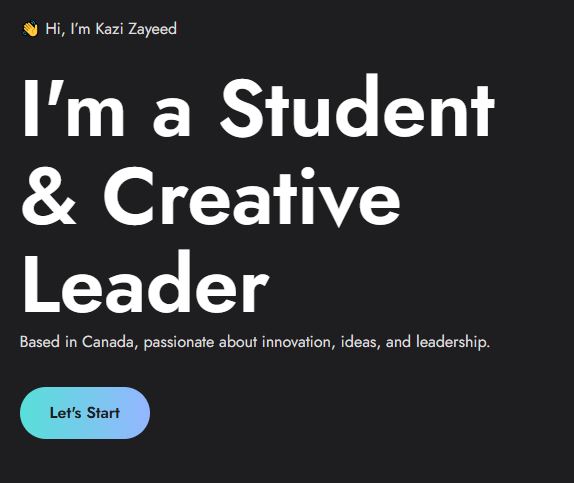 👋 Hi, I’m Kazi Zayeed
I'm a Student
& Creative
Leader
Based in Canada, passionate about innovation, ideas, and leadership.
Let's Start